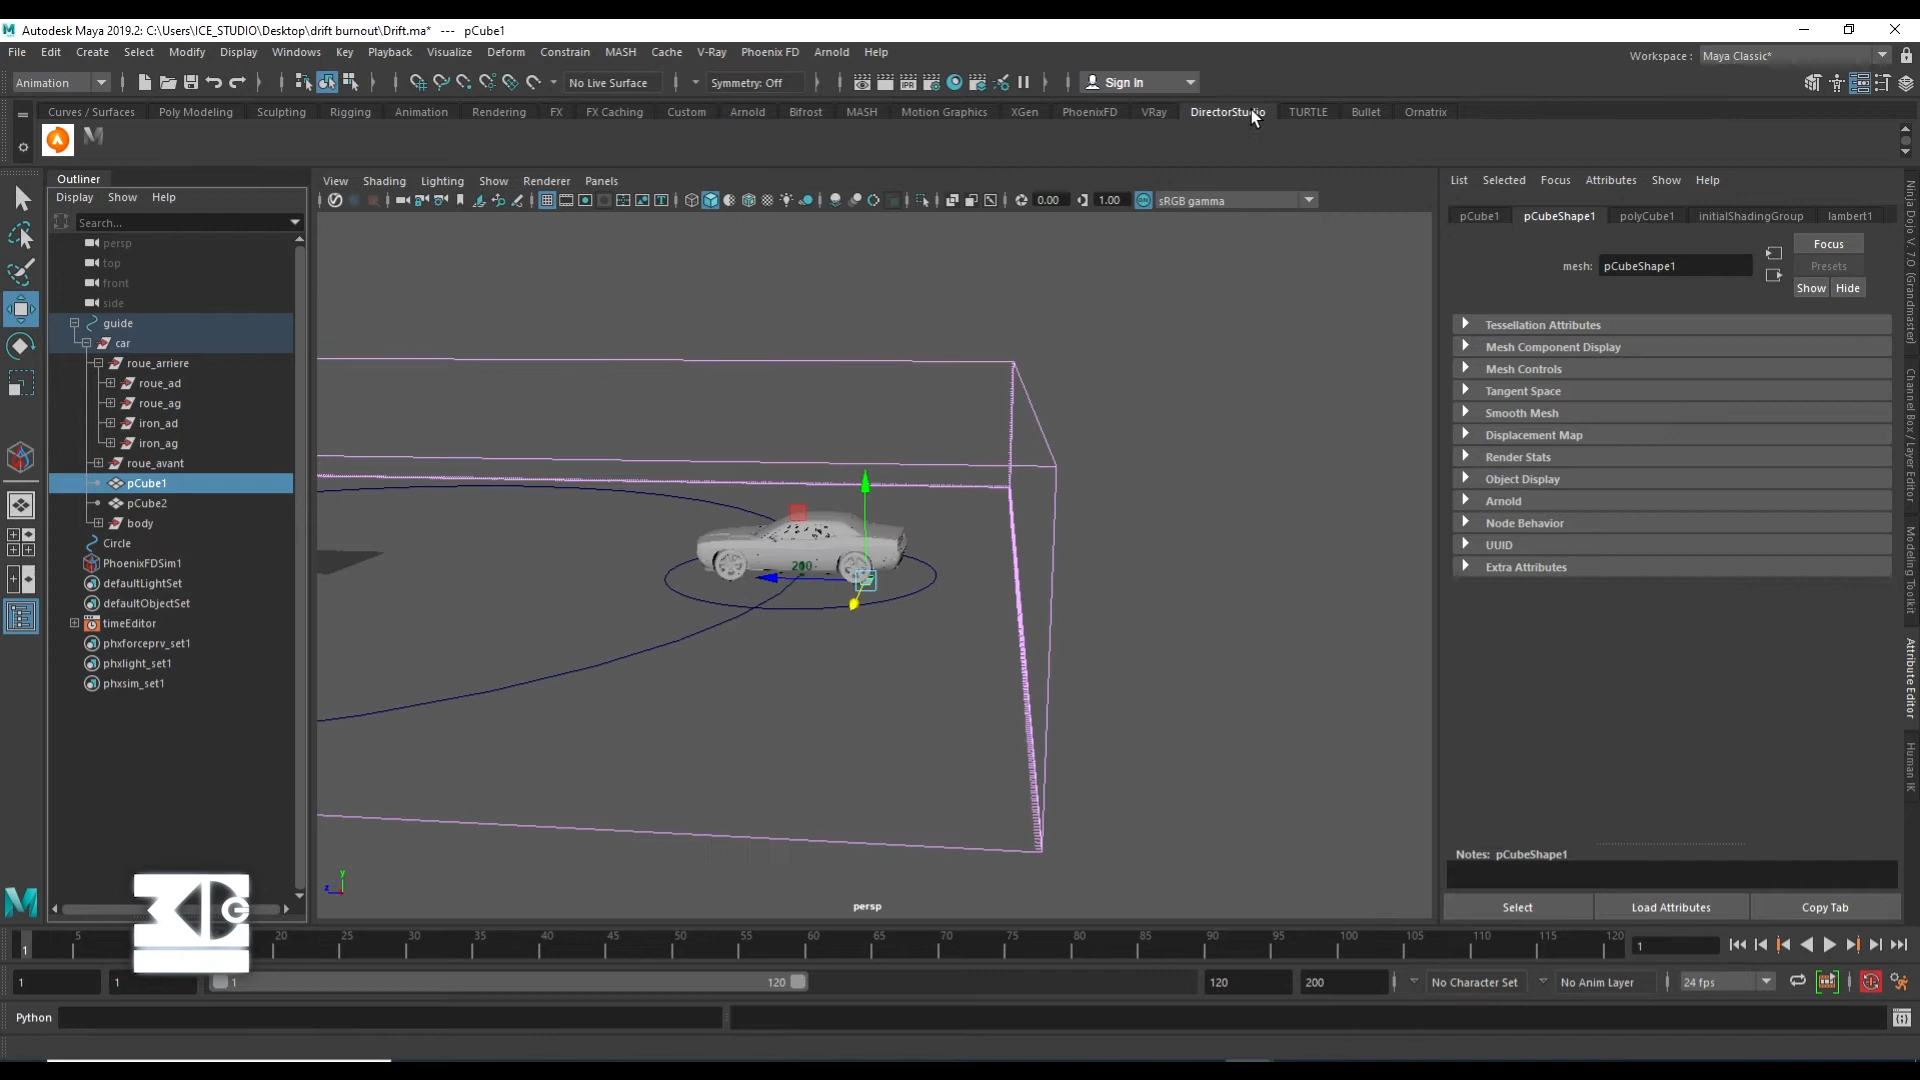 Autodesk Maya 2019.2: C:\Users\ICE_STUDIO\Desktop\drift burnout\Drift.ma* --- pCube1
File Edit Create Select Modify Display Windows Key Playback Visualize Deform Constrain MASH Cache V-Ray Phoenix FD Arnold Help
Workspace : Maya Classic*
Animation No Live Surface Symmetry: Off Sign In
Curves / Surfaces Poly Modeling Sculpting Rigging Animation Rendering FX FX Caching Custom Arnold Bifrost MASH Motion Graphics XGen PhoenixFD VRay DirectorStudio TURTLE Bullet Ornatrix
Outliner
Display Show Help
Search...
persp
top
front
side
guide
car
roue_arriere
roue_ad
roue_ag
iron_ad
iron_ag
roue_avant
pCube1
pCube2
body
Circle
PhoenixFDSim1
defaultLightSet
defaultObjectSet
timeEditor
phxforceprv_set1
phxlight_set1
phxsim_set1
View Shading Lighting Show Renderer Panels
0.00 1.00 sRGB gamma
200
y
z
persp
List Selected Focus Attributes Show Help
pCube1 pCubeShape1 polyCube1 initialShadingGroup lambert1
mesh: pCubeShape1
Focus
Presets
Show Hide
Tessellation Attributes
Mesh Component Display
Mesh Controls
Tangent Space
Smooth Mesh
Displacement Map
Render Stats
Object Display
Arnold
Node Behavior
UUID
Extra Attributes
Notes: pCubeShape1
Select Load Attributes Copy Tab
Ninja Dojo V. 7.0 (Grandmaster)
Channel Box / Layer Editor
Modeling Toolkit
Attribute Editor
Human IK
1 5 20 25 30 35 40 45 50 55 60 65 70 75 80 85 90 95 100 105 110 115 120 1
1 1 1 120 120 200 No Character Set No Anim Layer 24 fps
Python